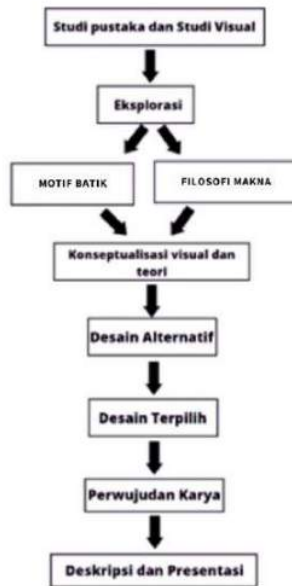 Studi pustaka dan Studi Visual
Eksplorasi
MOTIF BATIK
FILOSOFI MAKNA
Konseptualisasi visual dan
teori
Desain Alternatif
Desain Terpilih
Perwujudan Karya
Deskripsi dan Presentasi